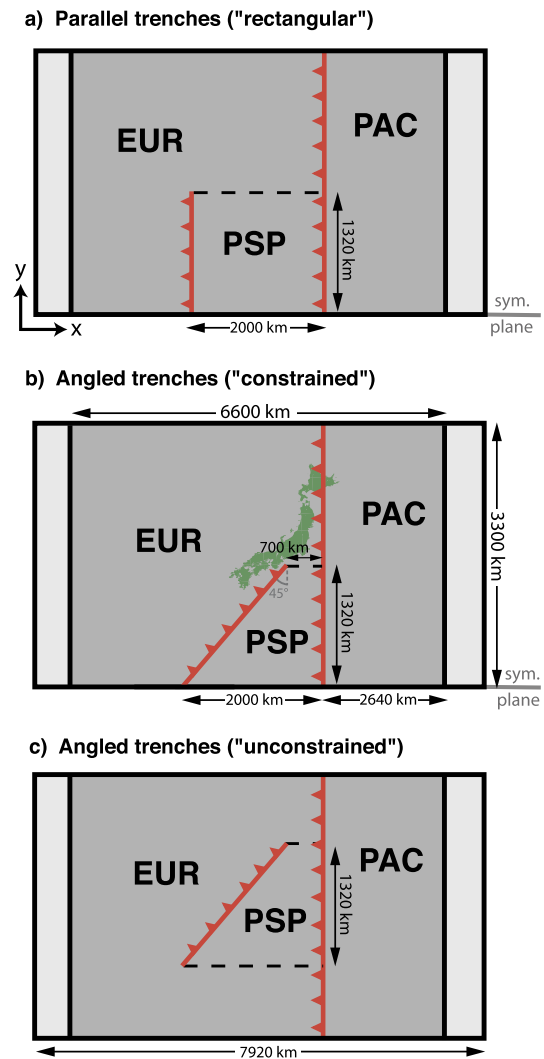 a) Parallel trenches ("rectangular")
EUR
PAC
PSP
1320 km
y
x
2000 km
sym.
plane
b) Angled trenches ("constrained")
6600 km
EUR
PAC
700 km
45°
PSP
1320 km
3300 km
sym.
plane
2000 km
2640 km
c) Angled trenches ("unconstrained")
EUR
PAC
PSP
1320 km
7920 km